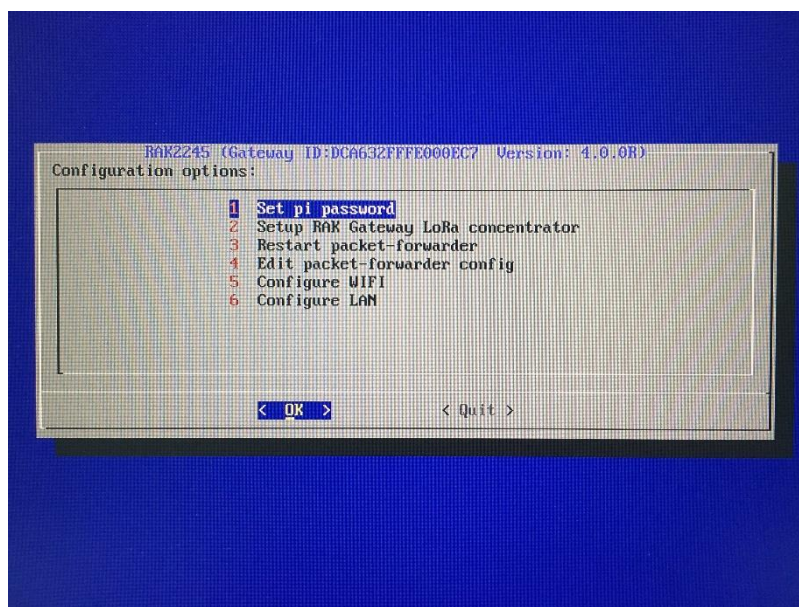 RAK2245 (Gateway ID:DCA632FFFE000EC7 Version: 4.0.0R)
Configuration options:
1 Set pi password
2 Setup RAK Gateway LoRa concentrator
3 Restart packet-forwarder
4 Edit packet-forwarder config
5 Configure WIFI
6 Configure LAN
< OK > < Quit >